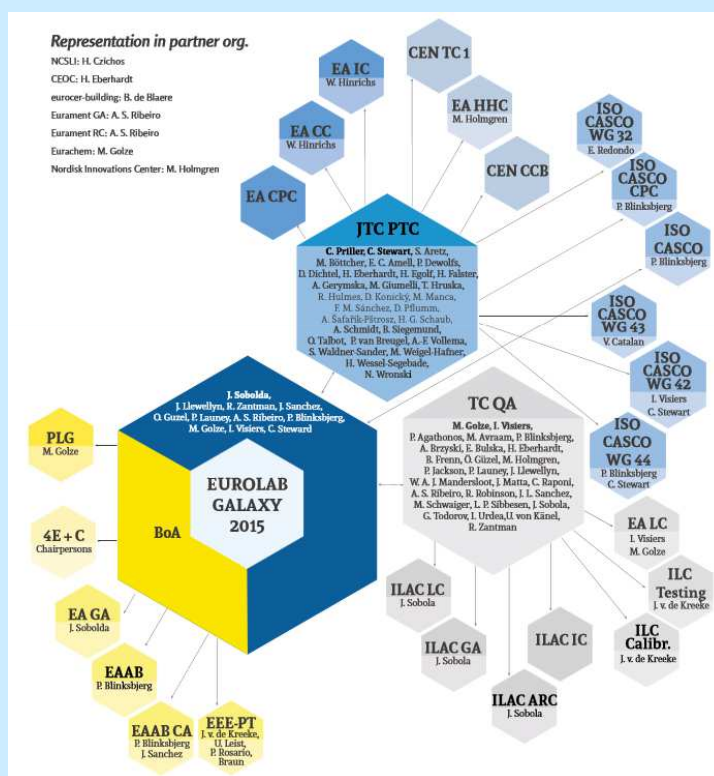 Representation in partner org.
NCSLI: H. Czichos
CEOC: H. Eberhardt
eurocer-building: B. de Blaere
Eurament GA: A. S. Ribeiro
Eurament RC: A. S. Ribeiro
Eurachem: M. Golze
Nordisk Innovations Center: M. Holmgren
EA CPC
EA CC
W. Hinrichs
EA IC
W. Hinrichs
CEN TC 1
EA HHC
M. Holmgren
CEN CCB
ISO
CASCO
WG 32
E. Redondo
ISO
CASCO
CPC
P. Blinksbjerg
ISO
CASCO
P. Blinksbjerg
ISO
CASCO
WG 43
V. Catalan
ISO
CASCO
WG 42
I. Visiers
C. Stewart
ISO
CASCO
WG 44
P. Blinksbjerg
C. Stewart
JTC PTC
C. Priller, C. Stewart, S. Aretz,
M. Böttcher, E. C. Amell, P. Dewolfs,
D. Dichtel, H. Eberhardt, H. Egolf, H. Falster,
A. Gerymska, M. Giumelli, T. Hruska,
R. Hulmes, D. Konický, M. Manca,
F. M. Sánchez, D. Pflumm,
A. Šafařík-Pštrosz, H. G. Schaub,
A. Schmidt, B. Siegemund,
O. Talbot, P. van Breugel, A.-F. Vollema,
S. Waldner-Sander, M. Weigel-Hafner,
H. Wessel-Segebade,
N. Wronski
J. Sobolda,
J. Llewellyn, R. Zantman, J. Sanchez,
O. Guzel, P. Launey, A. S. Ribeiro, P. Blinksbjerg,
M. Golze, I. Visiers, C. Steward
EUROLAB
GALAXY
2015
BoA
TC QA
M. Golze, I. Visiers,
P. Agathonos, M. Avraam, P. Blinksbjerg,
A. Brzyski, E. Bulska, H. Eberhardt,
B. Frenn, Ö. Güzel, M. Holmgren,
P. Jackson, P. Launey, J. Llewellyn,
W. A. J. Mandersloot, J. Matta, C. Raponi,
A. S. Ribeiro, R. Robinson, J. L. Sanchez,
M. Schwaiger, L. P. Sibbesen, J. Sobola,
G. Todorov, I. Urdea,U. von Känel,
R. Zantman
PLG
M. Golze
4E + C
Chairpersons
EA GA
J. Sobolda
EAAB
P. Blinksbjerg
EAAB CA
P. Blinksbjerg
J. Sanchez
EEE-PT
J. v. de Kreeke,
U. Leist,
P. Rosario,
Braun
ILAC LC
J. Sobola
ILAC GA
J. Sobola
ILAC ARC
J. Sobola
ILAC IC
ILC
Calibr.
J. v. de Kreeke
ILC
Testing
J. v. de Kreeke
EA LC
I. Visiers
M. Golze